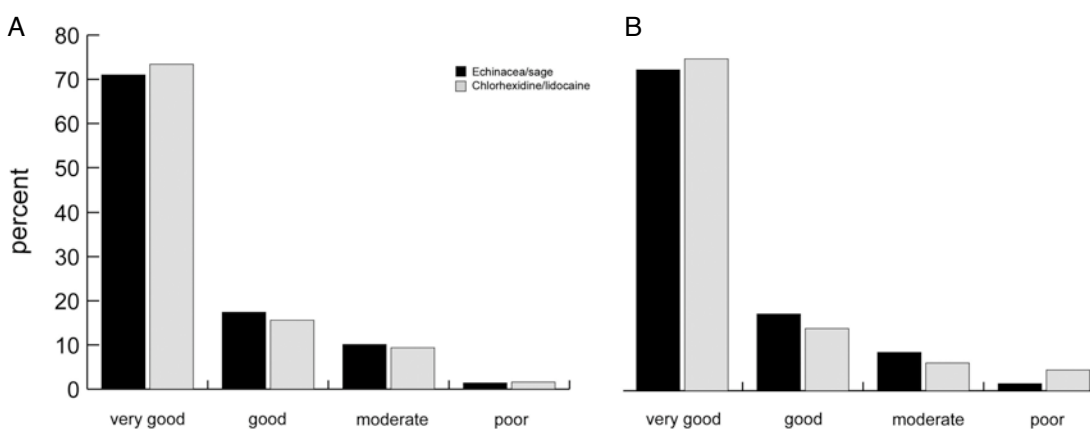 A
B
80
70
60
50
40
30
20
10
0
percent
Echinacea/sage
Chlorhexidine/lidocaine
very good
good
moderate
poor
very good
good
moderate
poor